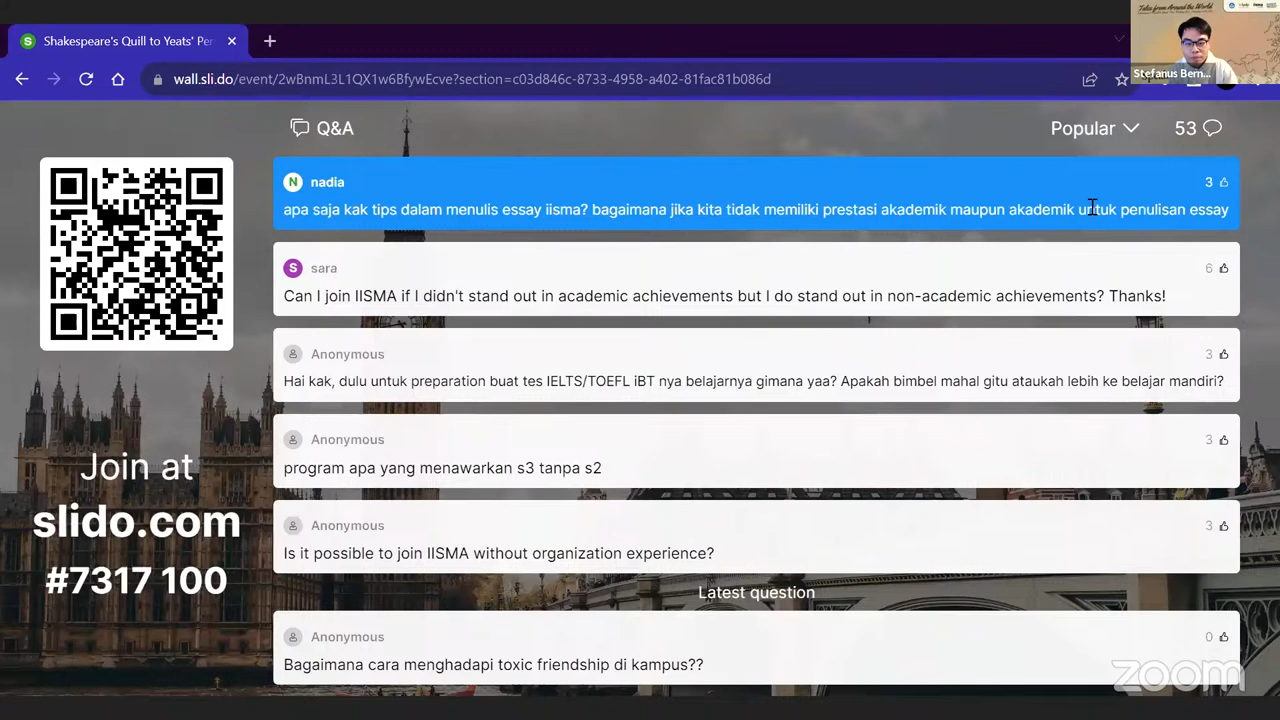 Shakespeare's Quill to Yeats' Pe
wall.sli.do/event/2wBnmL3L1QX1w6BfywEcve?section=c03d846c-8733-4958-a402-81fac81b086d
Tales from Around the World
Stefanus Bern...
Q&A
Popular
53
N
nadia
3
apa saja kak tips dalam menulis essay iisma? bagaimana jika kita tidak memiliki prestasi akademik maupun akademik untuk penulisan essay
S
sara
6
Can I join IISMA if I didn't stand out in academic achievements but I do stand out in non-academic achievements? Thanks!
Anonymous
3
Hai kak, dulu untuk preparation buat tes IELTS/TOEFL iBT nya belajarnya gimana yaa? Apakah bimbel mahal gitu ataukah lebih ke belajar mandiri?
Anonymous
3
program apa yang menawarkan s3 tanpa s2
Anonymous
3
Is it possible to join IISMA without organization experience?
Latest question
Anonymous
0
Bagaimana cara menghadapi toxic friendship di kampus??
Join at
slido.com
#7317 100
zoom